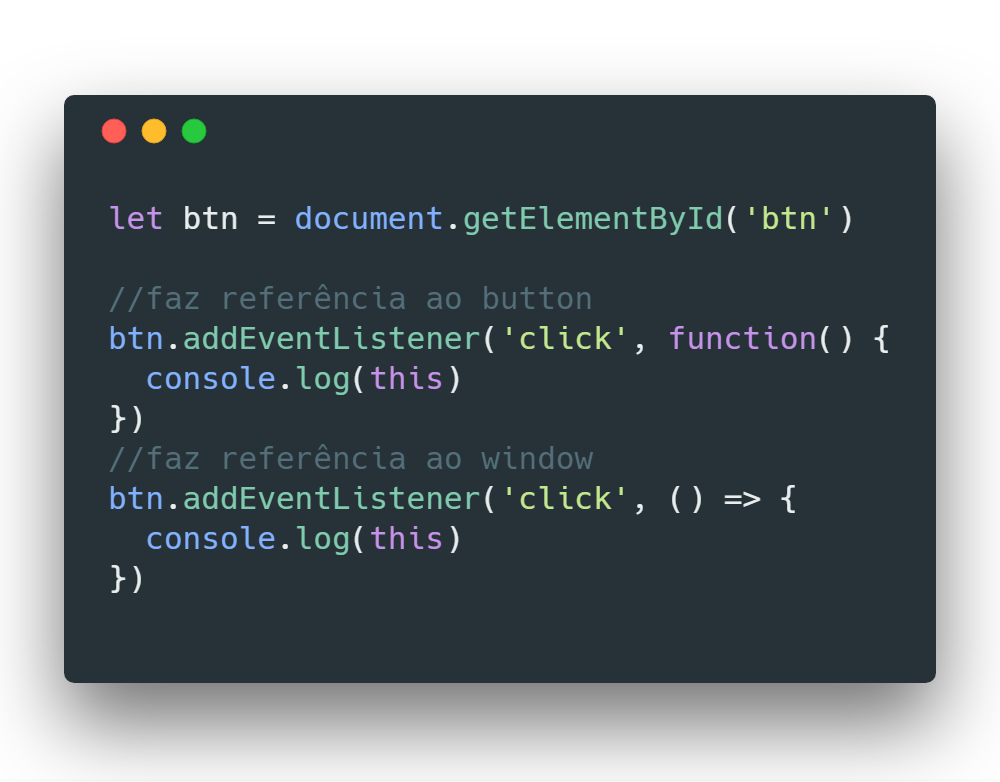 let btn = document.getElementById('btn')
//faz referência ao button
btn.addEventListener('click', function() {
  console.log(this)
})
//faz referência ao window
btn.addEventListener('click', () => {
  console.log(this)
})